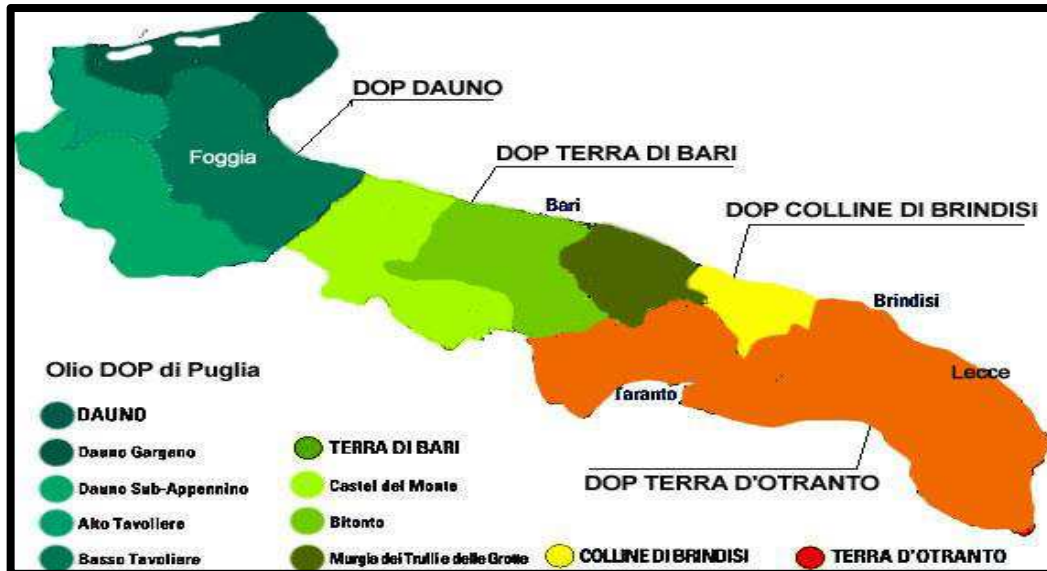 DOP DAUNO
Foggia
DOP TERRA DI BARI
Bari
DOP COLLINE DI BRINDISI
Brindisi
Lecce
Taranto
DOP TERRA D'OTRANTO
Olio DOP di Puglia
DAUNO
Dauno Gargano
Dauno Sub-Appennino
Alto Tavoliere
Basso Tavoliere
TERRA DI BARI
Castel del Monte
Bitonto
Murgia dei Trulli e delle Grotte
COLLINE DI BRINDISI
TERRA D'OTRANTO